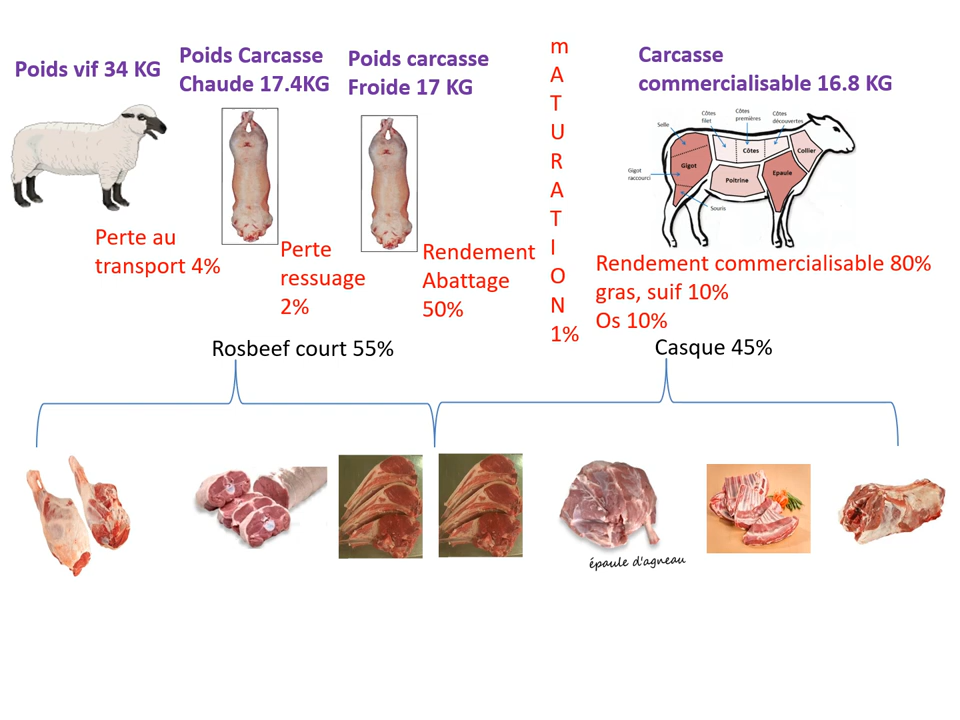 Poids vif 34 KG
Poids Carcasse
Chaude 17.4KG
Poids carcasse
Froide 17 KG
m
A
T
U
R
A
T
I
O
N
1%
Carcasse
commercialisable 16.8 KG
Selle
Côtes
filet
Côtes
premières
Côtes
découvertes
Côtes
Collier
Gigot
Gigot
raccourci
Poitrine
Epaule
Souris
Perte au
transport 4%
Perte
ressuage
2%
Rendement
Abattage
50%
Rendement commercialisable 80%
gras, suif 10%
Os 10%
Rosbeef court 55%
Casque 45%
épaule d'agneau